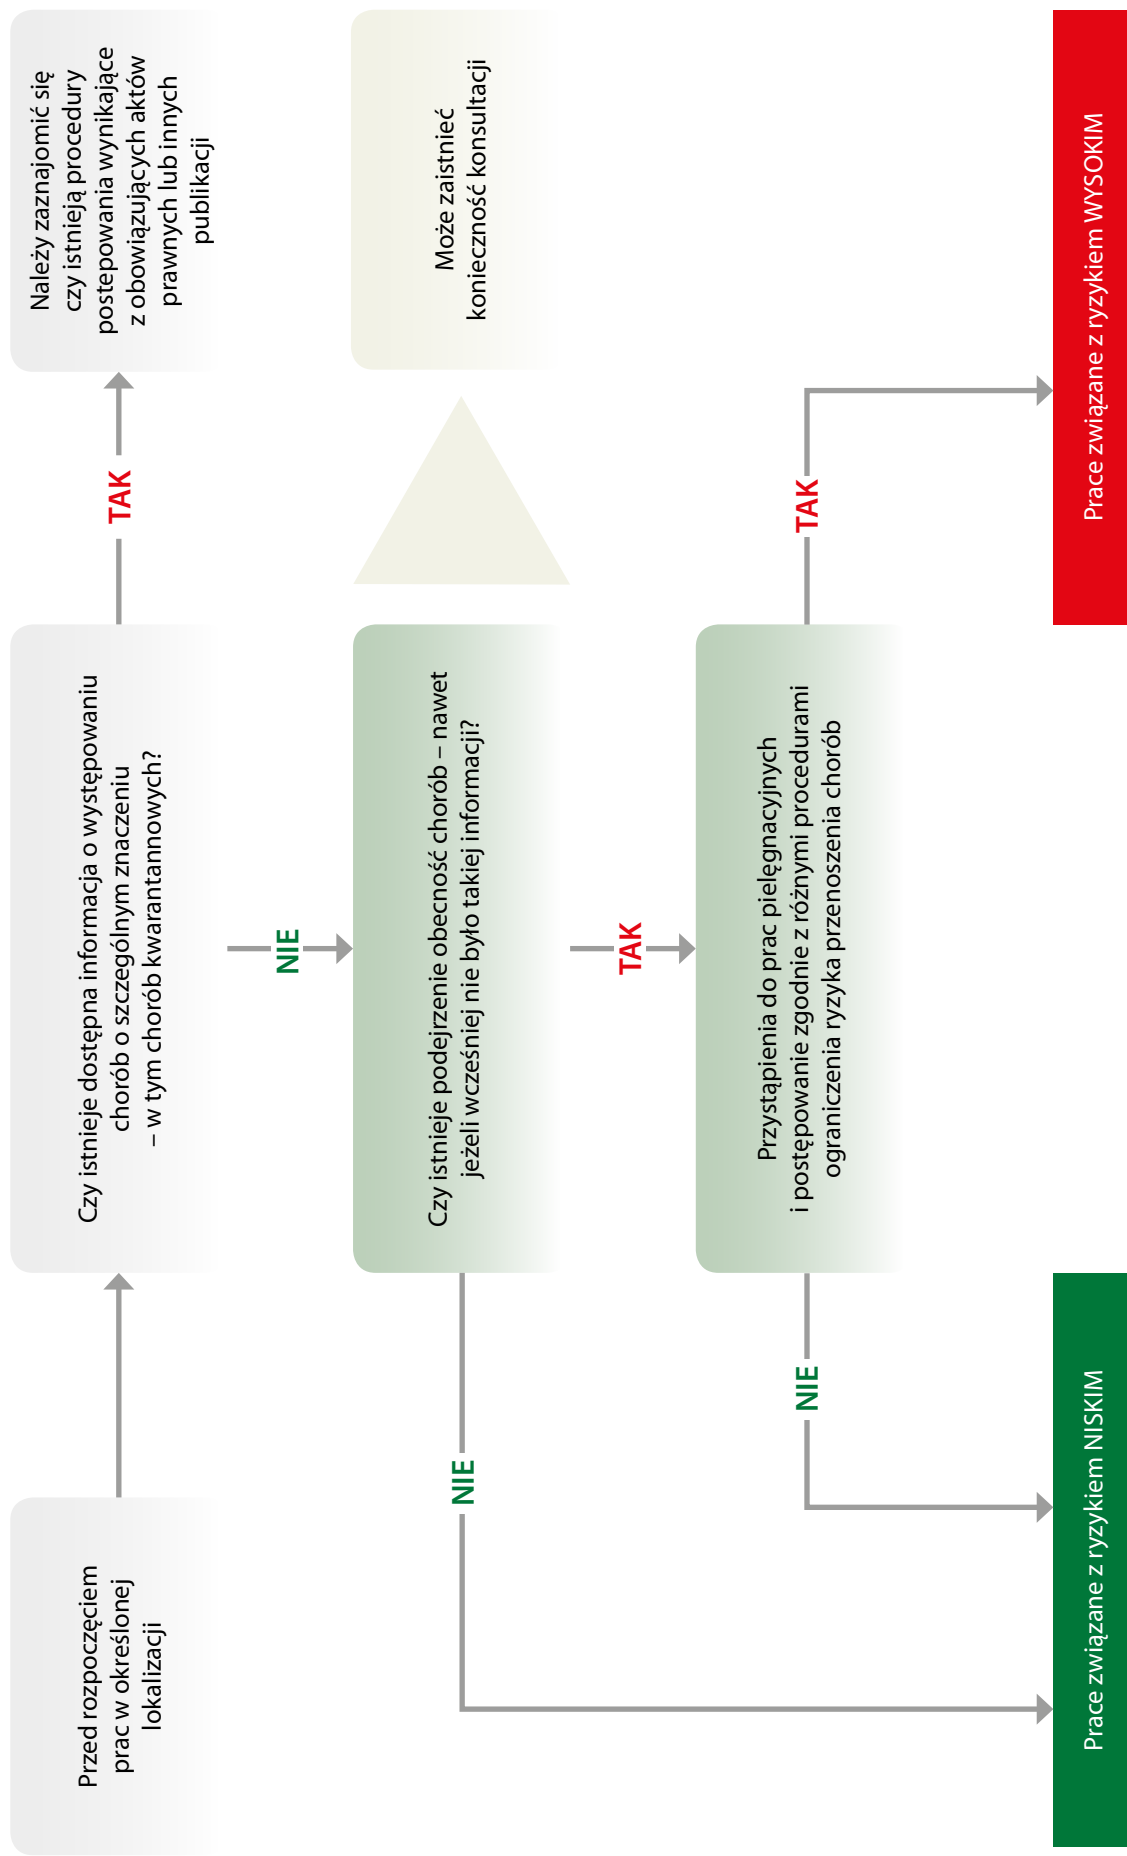 Przed rozpoczęciem
prac w określonej
lokalizacji
Czy istnieje dostępna informacja o występowaniu
chorób o szczególnym znaczeniu
– w tym chorób kwarantannowych?
TAK
Należy zaznajomić się
czy istnieją procedury
postepowania wynikające
z obowiązujących aktów
prawnych lub innych
publikacji
NIE
Czy istnieje podejrzenie obecność chorób – nawet
jeżeli wcześniej nie było takiej informacji?
Może zaistnieć
konieczność konsultacji
NIE
TAK
Przystąpienia do prac pielęgnacyjnych
i postępowanie zgodnie z różnymi procedurami
ograniczenia ryzyka przenoszenia chorób
NIE
TAK
Prace związane z ryzykiem NISKIM
Prace związane z ryzykiem WYSOKIM